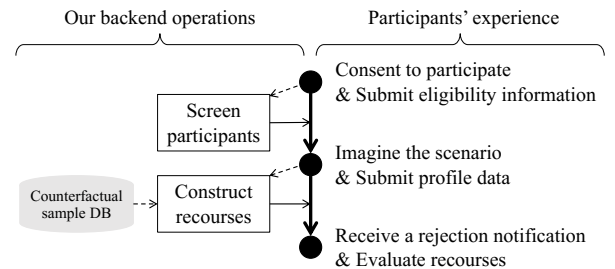 Our backend operations
Participants’ experience
Consent to participate
& Submit eligibility information
Screen
participants
Imagine the scenario
& Submit profile data
Counterfactual
sample DB
Construct
recourses
Receive a rejection notification
& Evaluate recourses